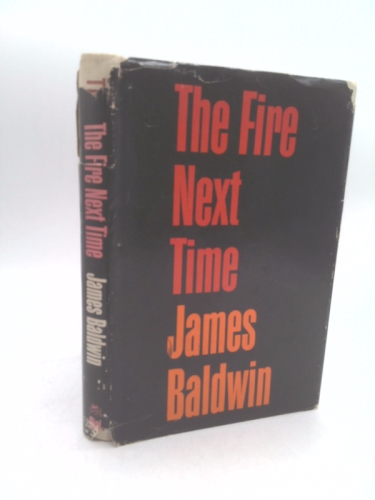 The Fire
Next
Time
James
Baldwin
The Fire Next Time James Baldwin